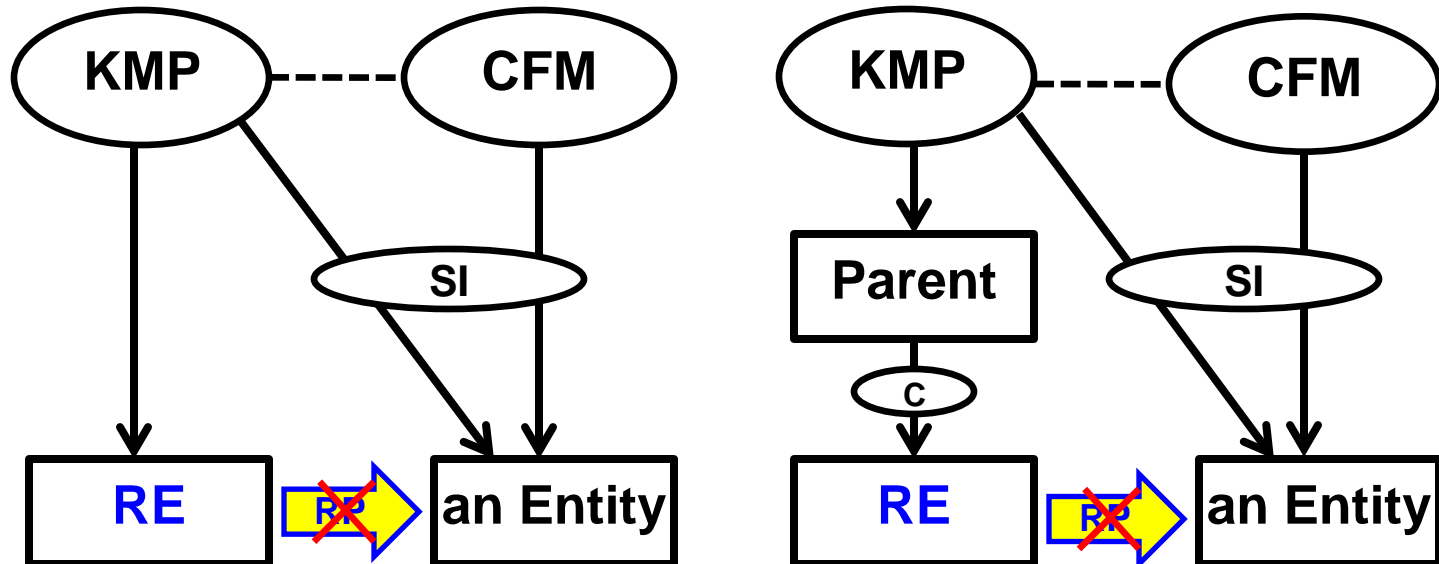 KMP
CFM
SI
RE
RP
an Entity
KMP
CFM
Parent
SI
C
RE
RP
an Entity